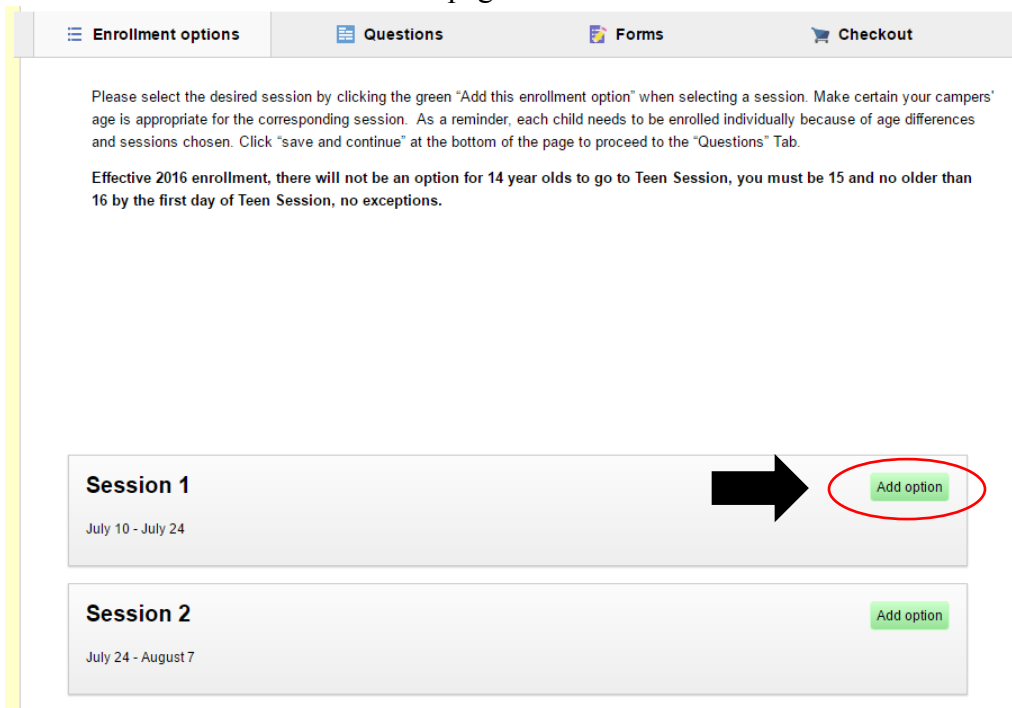 pag
Enrollment options Questions Forms Checkout
Please select the desired session by clicking the green “Add this enrollment option” when selecting a session. Make certain your campers'
age is appropriate for the corresponding session. As a reminder, each child needs to be enrolled individually because of age differences
and sessions chosen. Click “save and continue” at the bottom of the page to proceed to the “Questions” Tab.
Effective 2016 enrollment, there will not be an option for 14 year olds to go to Teen Session, you must be 15 and no older than
16 by the first day of Teen Session, no exceptions.
Session 1 Add option
July 10 - July 24
Session 2 Add option
July 24 - August 7